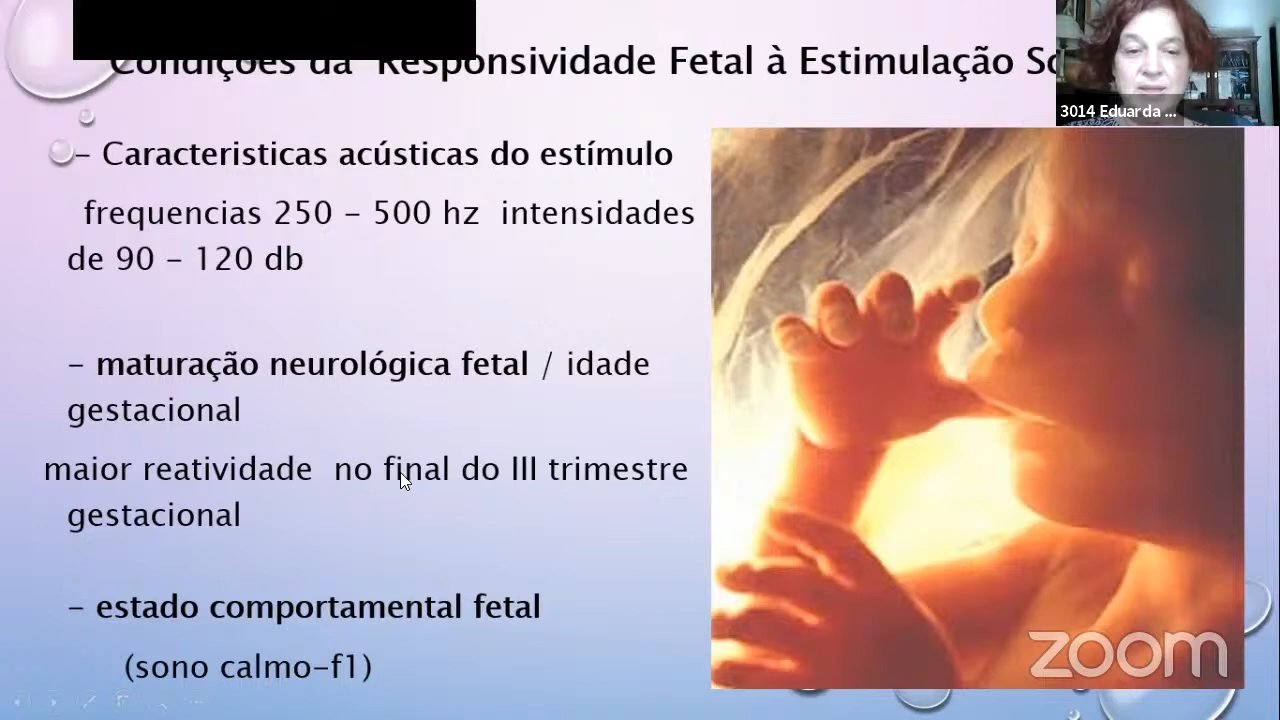 Condições da Responsividade Fetal à Estimulação
3014 Eduarda ...
– Caracteristicas acústicas do estímulo
frequencias 250 – 500 hz intensidades
de 90 – 120 db
– maturação neurológica fetal / idade
gestacional
maior reatividade no final do III trimestre
gestacional
– estado comportamental fetal
(sono calmo–f1)
zoom